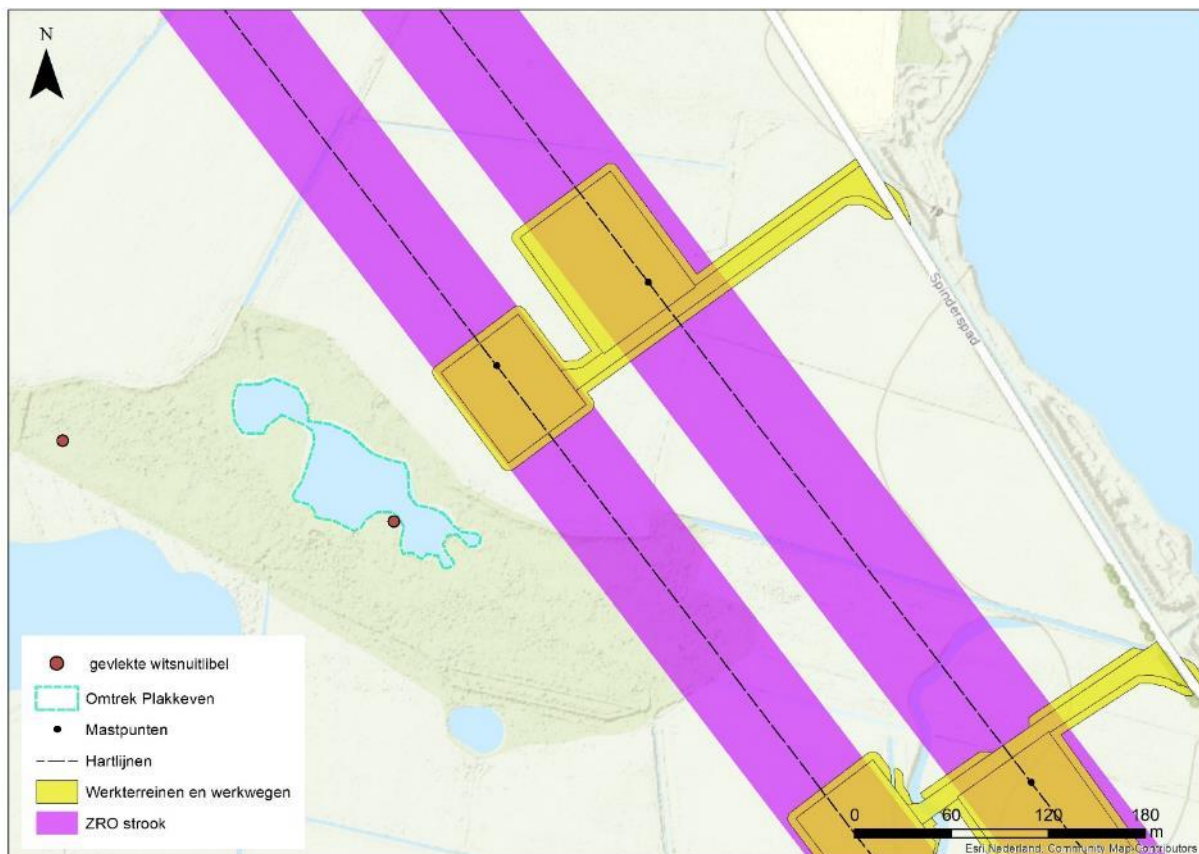 N
Spinderspad
gevlekte witsnuitlibel
Omtrek Plakkeven
Mastpunten
Hartlijnen
Werkterreinen en werkwegen
ZRO strook
0 60 120 180
m
Esri Nederland, Community Map Contributors